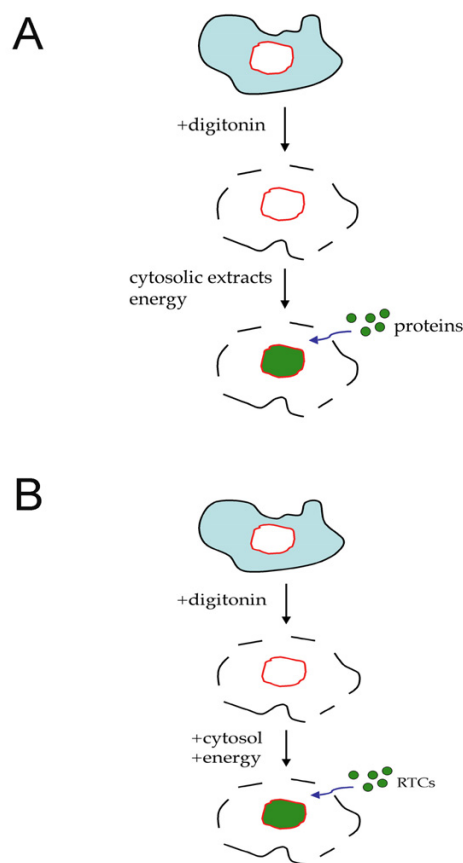 A
+digitonin
cytosolic extracts
energy
proteins
B
+digitonin
+cytosol
+energy
RTCs